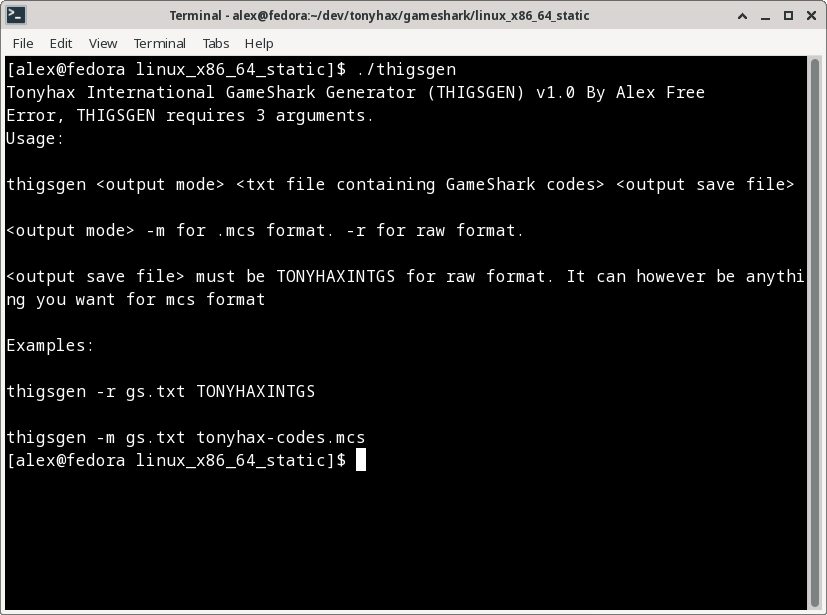 Terminal - alex@fedora:~/dev/tonyhax/gameshark/linux_x86_64_static
File Edit View Terminal Tabs Help
[alex@fedora linux_x86_64_static]$ ./thigsgen
Tonyhax International GameShark Generator (THIGSGEN) v1.0 By Alex Free
Error, THIGSGEN requires 3 arguments.
Usage:
thigsgen <output mode> <txt file containing GameShark codes> <output save file>
<output mode> -m for .mcs format. -r for raw format.
<output save file> must be TONYHAXINTGS for raw format. It can however be anythi
ng you want for mcs format
Examples:
thigsgen -r gs.txt TONYHAXINTGS
thigsgen -m gs.txt tonyhax-codes.mcs
[alex@fedora linux_x86_64_static]$